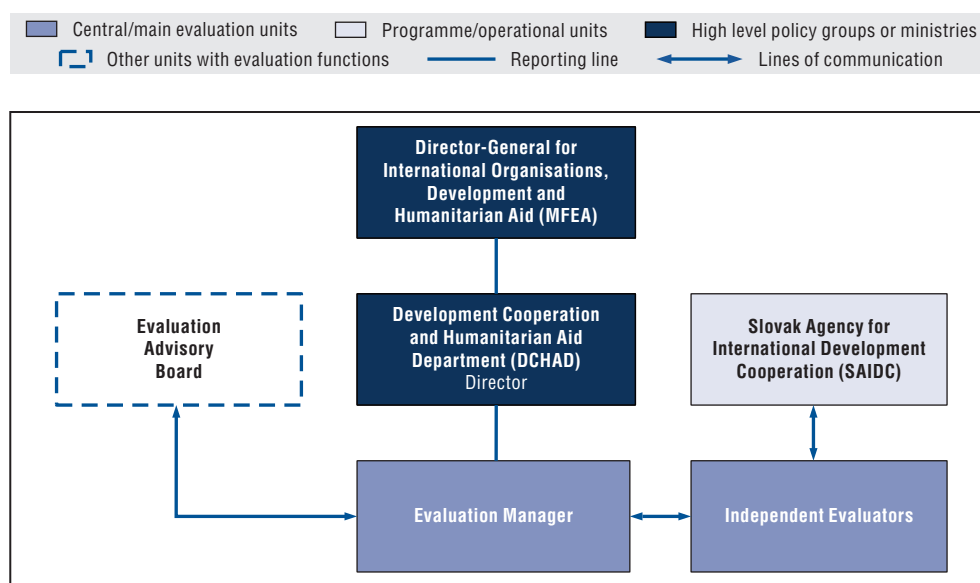 Central/main evaluation units
Programme/operational units
High level policy groups or ministries
Other units with evaluation functions
Reporting line
Lines of communication
Director-General for
International Organisations,
Development and
Humanitarian Aid (MFEA)
Evaluation
Advisory
Board
Development Cooperation
and Humanitarian Aid
Department (DCHAD)
Director
Slovak Agency for
International Development
Cooperation (SAIDC)
Evaluation Manager
Independent Evaluators